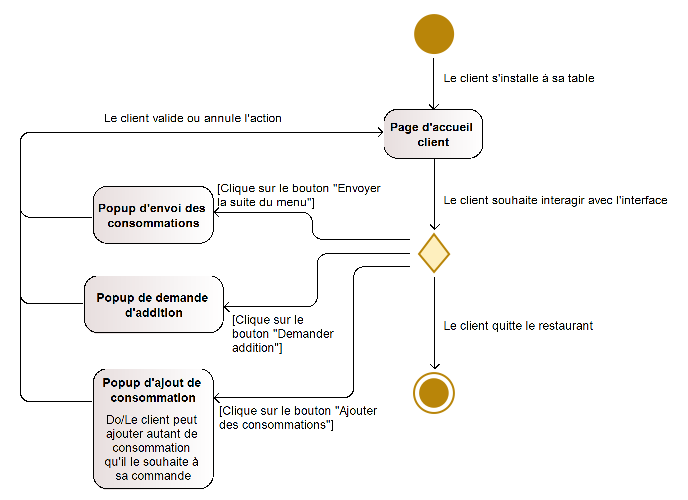 Le client s'installe à sa table
Page d'accueil
client
Le client valide ou annule l'action
Le client souhaite interagir avec l'interface
[Clique sur le bouton "Envoyer
la suite du menu"]
Popup d'envoi des
consommations
Popup de demande
d'addition
[Clique sur le
bouton "Demander
addition"]
Le client quitte le restaurant
Popup d'ajout de
consommation
Do/Le client peut
ajouter autant de
consommation
qu'il le souhaite à
sa commande
[Clique sur le bouton "Ajouter
des consommations"]